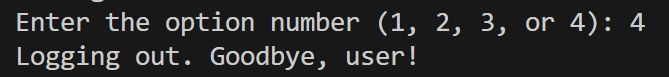 Enter the option number (1, 2, 3, or 4): 4
Logging out. Goodbye, user!